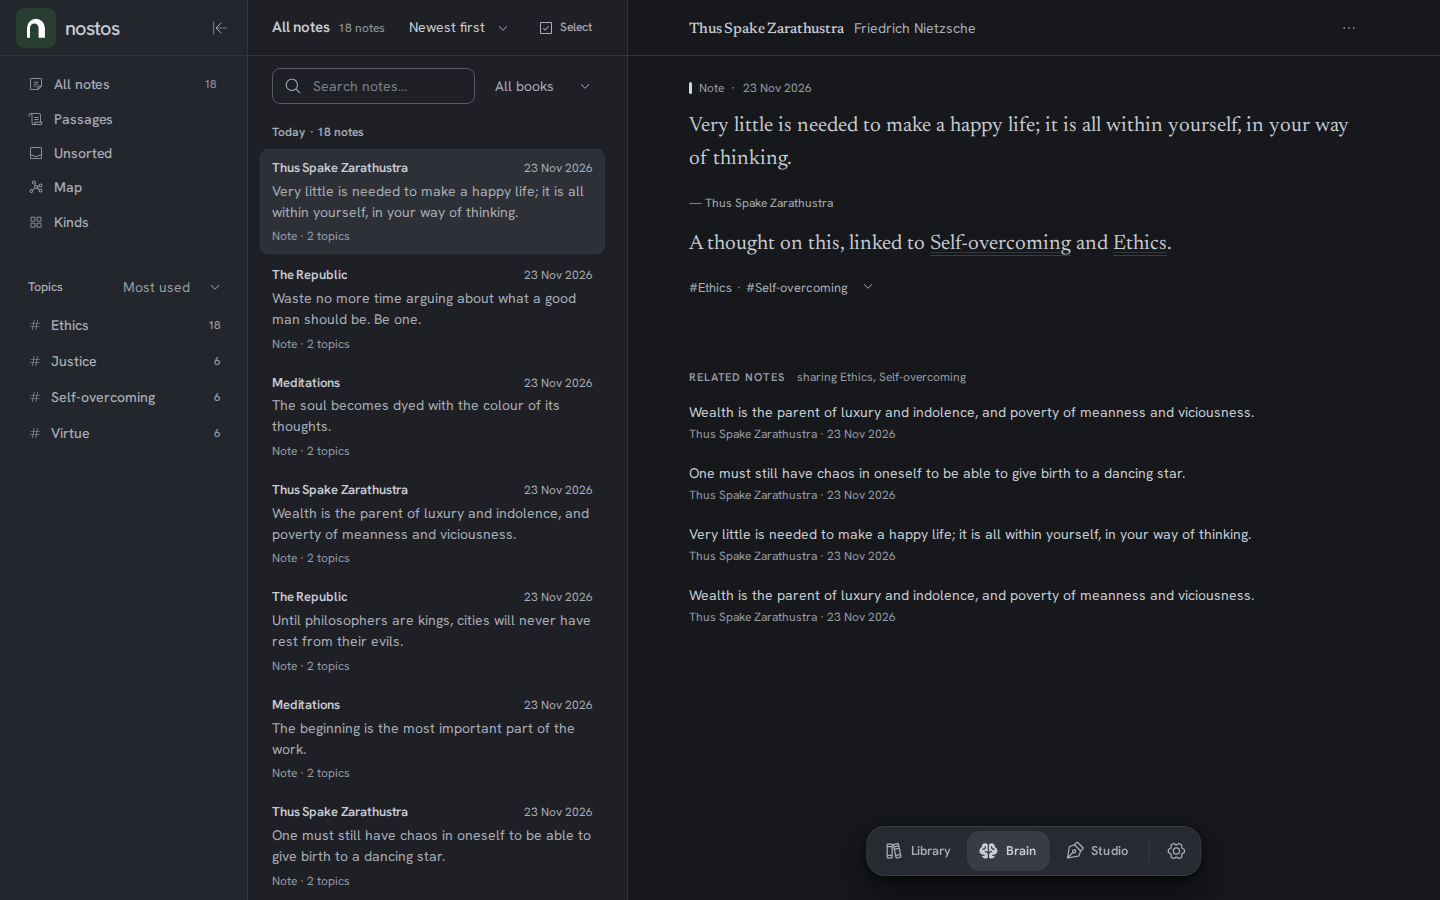 nostos
All notes 18
Passages
Unsorted
Map
Kinds
Topics Most used
# Ethics 18
# Justice 6
# Self-overcoming 6
# Virtue 6
All notes 18 notes Newest first Select
Search notes...
All books
Today · 18 notes
Thus Spake Zarathustra 23 Nov 2026
Very little is needed to make a happy life; it is all
within yourself, in your way of thinking.
Note · 2 topics
The Republic 23 Nov 2026
Waste no more time arguing about what a good
man should be. Be one.
Note · 2 topics
Meditations 23 Nov 2026
The soul becomes dyed with the colour of its
thoughts.
Note · 2 topics
Thus Spake Zarathustra 23 Nov 2026
Wealth is the parent of luxury and indolence, and
poverty of meanness and viciousness.
Note · 2 topics
The Republic 23 Nov 2026
Until philosophers are kings, cities will never have
rest from their evils.
Note · 2 topics
Meditations 23 Nov 2026
The beginning is the most important part of the
work.
Note · 2 topics
Thus Spake Zarathustra 23 Nov 2026
One must still have chaos in oneself to be able to
give birth to a dancing star.
Note · 2 topics
Thus Spake Zarathustra Friedrich Nietzsche
Note · 23 Nov 2026
Very little is needed to make a happy life; it is all within yourself, in your way
of thinking.
— Thus Spake Zarathustra
A thought on this, linked to Self-overcoming and Ethics.
#Ethics · #Self-overcoming
RELATED NOTES sharing Ethics, Self-overcoming
Wealth is the parent of luxury and indolence, and poverty of meanness and viciousness.
Thus Spake Zarathustra · 23 Nov 2026
One must still have chaos in oneself to be able to give birth to a dancing star.
Thus Spake Zarathustra · 23 Nov 2026
Very little is needed to make a happy life; it is all within yourself, in your way of thinking.
Thus Spake Zarathustra · 23 Nov 2026
Wealth is the parent of luxury and indolence, and poverty of meanness and viciousness.
Thus Spake Zarathustra · 23 Nov 2026
Library Brain Studio